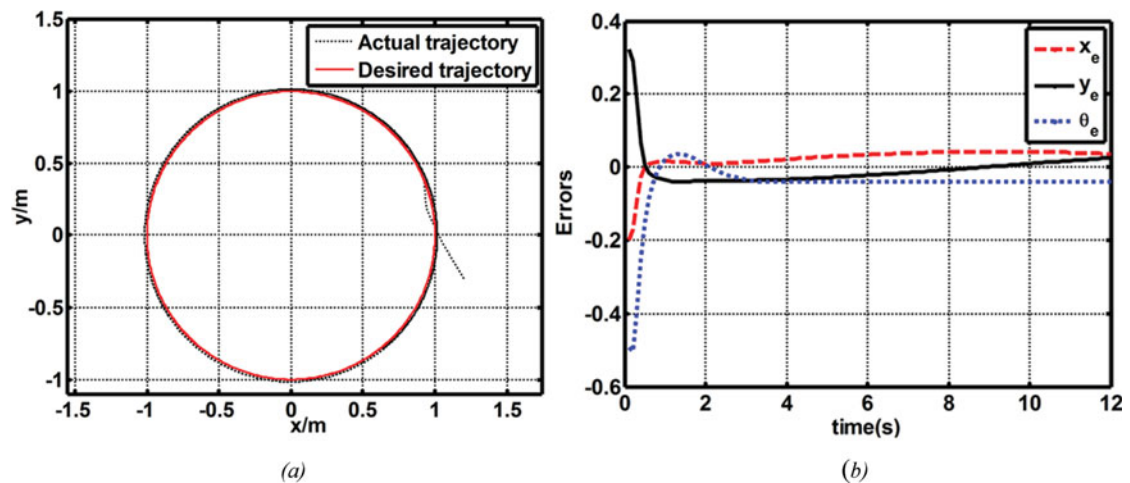 1.5
1
0.5
0
-0.5
-1
y/m
-1.5 -1 -0.5 0 0.5 1 1.5
x/m
Actual trajectory
Desired trajectory
(a)
0.4
0.2
0
-0.2
-0.4
-0.6
Errors
0 2 4 6 8 10 12
time(s)
x_e
y_e
θ_e
(b)